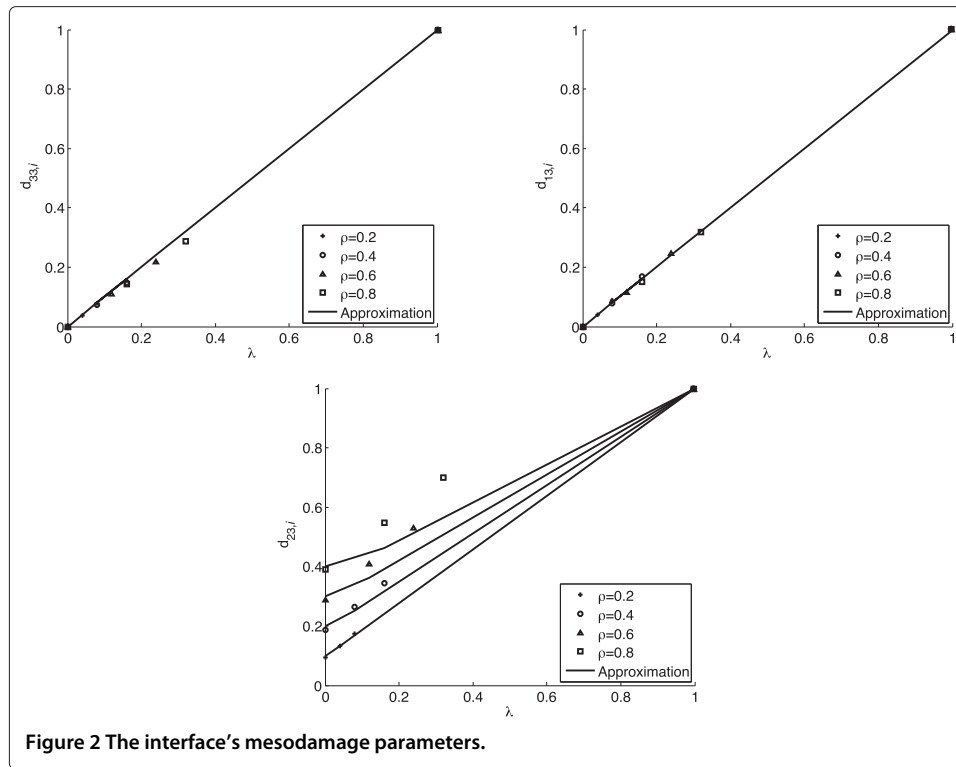 1
0.8
0.6
0.4
0.2
0
d33,i
0 0.2 0.4 0.6 0.8 1
λ
ρ=0.2
ρ=0.4
ρ=0.6
ρ=0.8
Approximation
1
0.8
0.6
0.4
0.2
0
d13,i
0 0.2 0.4 0.6 0.8 1
λ
ρ=0.2
ρ=0.4
ρ=0.6
ρ=0.8
Approximation
1
0.8
0.6
0.4
0.2
0
d23,i
0 0.2 0.4 0.6 0.8 1
λ
ρ=0.2
ρ=0.4
ρ=0.6
ρ=0.8
Approximation
Figure 2 The interface's mesodamage parameters.